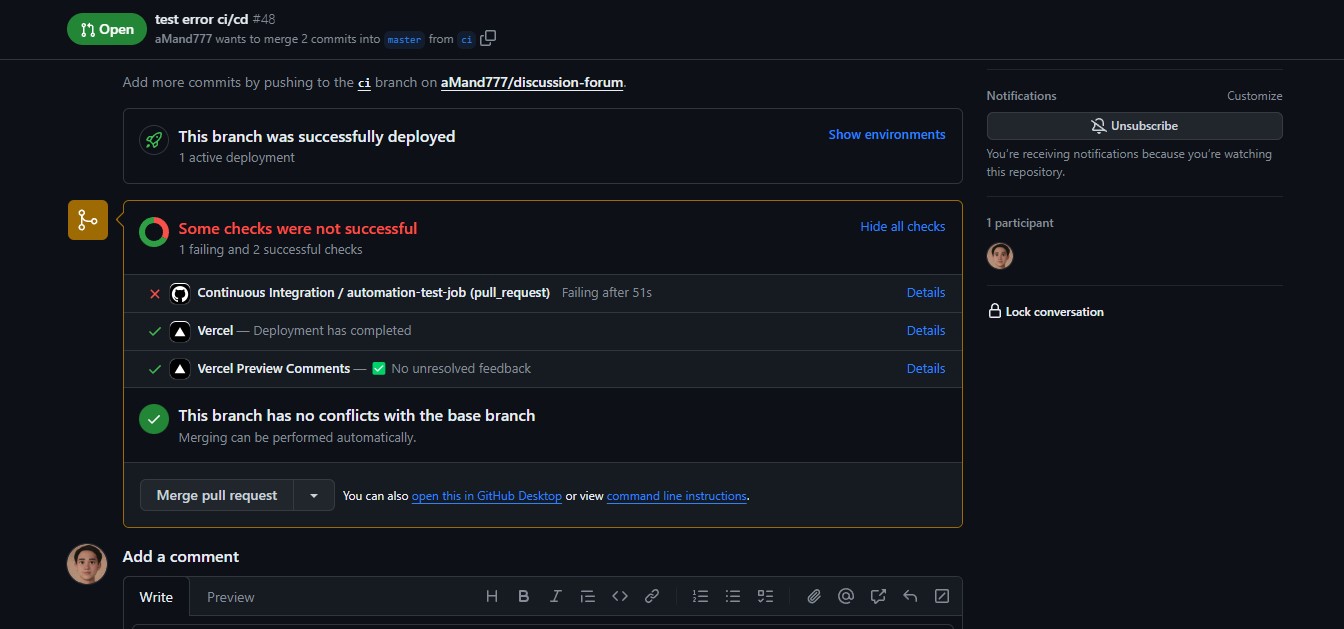 Open
test error ci/cd #48
aMand777 wants to merge 2 commits into master from ci
Add more commits by pushing to the ci branch on aMand777/discussion-forum.
This branch was successfully deployed
Show environments
1 active deployment
Some checks were not successful
Hide all checks
1 failing and 2 successful checks
Continuous Integration / automation-test-job (pull_request) Failing after 51s
Details
Vercel — Deployment has completed
Details
Vercel Preview Comments — ✅ No unresolved feedback
Details
This branch has no conflicts with the base branch
Merging can be performed automatically.
Merge pull request
You can also open this in GitHub Desktop or view command line instructions.
Add a comment
Write
Preview
Notifications
Customize
Unsubscribe
You're receiving notifications because you're watching
this repository.
1 participant
Lock conversation